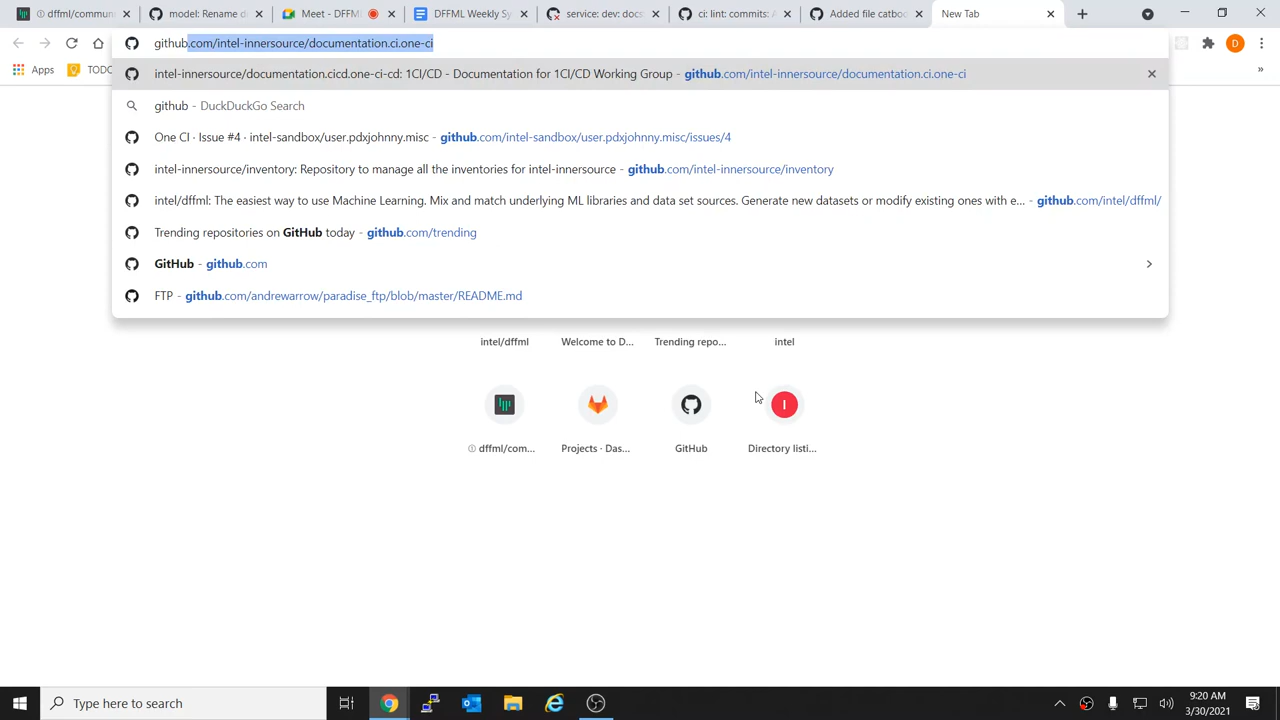 ① dffml/commun
model: Rename d
Meet - DFFM
DFFML Weekly Sy
service: dev: docs
ci: lint: commits: A
Added file catbo
New Tab
github.com/intel-innersource/documentation.ci.one-ci
Apps
TODO
»
intel-innersource/documentation.cicd.one-ci-cd: 1CI/CD - Documentation for 1CI/CD Working Group - github.com/intel-innersource/documentation.ci.one-ci
github - DuckDuckGo Search
One CI · Issue #4 · intel-sandbox/user.pdxjohnny.misc - github.com/intel-sandbox/user.pdxjohnny.misc/issues/4
intel-innersource/inventory: Repository to manage all the inventories for intel-innersource - github.com/intel-innersource/inventory
intel/dffml: The easiest way to use Machine Learning. Mix and match underlying ML libraries and data set sources. Generate new datasets or modify existing ones with e... - github.com/intel/dffml/
Trending repositories on GitHub today - github.com/trending
GitHub - github.com
FTP - github.com/andrewarrow/paradise_ftp/blob/master/README.md
intel/dffml
Welcome to D...
Trending repo...
intel
I
① dffml/com...
Projects · Das...
GitHub
Directory listi...
D
Type here to search
9:20 AM
3/30/2021